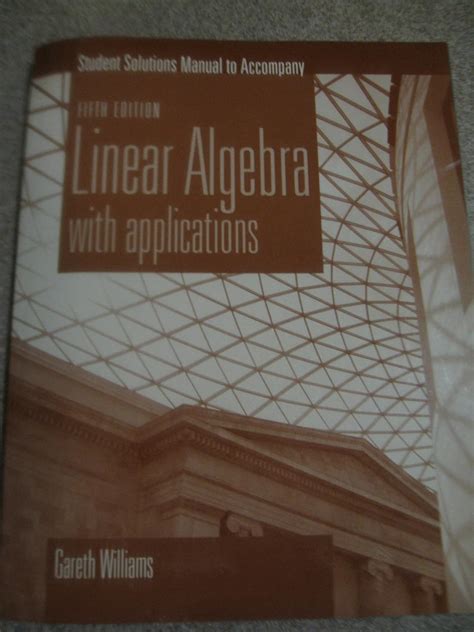 Student Solutions Manual to Accompany
FIFTH EDITION
Linear Algebra
with applications
Gareth Williams